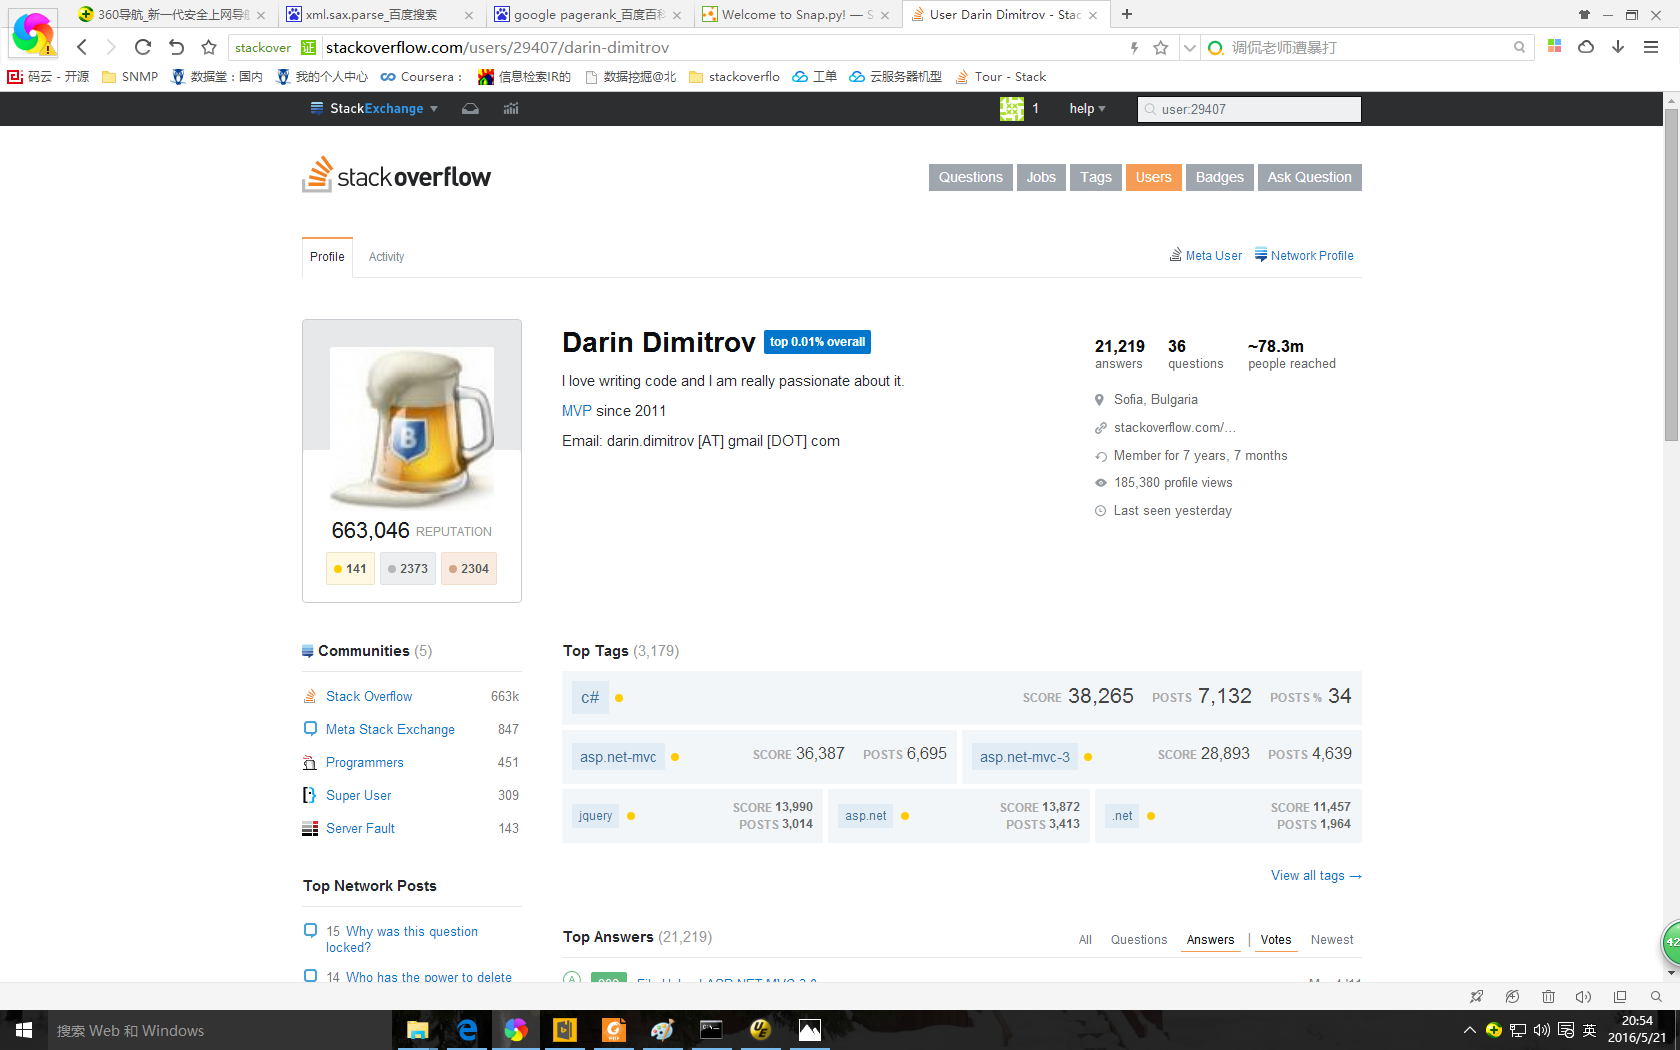 360导航_新一代安全上网导航
xml.sax.parse_百度搜索
google pagerank_百度百科
Welcome to Snap.py! — S
User Darin Dimitrov - Stac
stackover 证 stackoverflow.com/users/29407/darin-dimitrov
调侃老师遭暴打
码云 - 开源 SNMP 数据堂:国内 我的个人中心 Coursera : 信息检索IR的 数据挖掘@北 stackoverflo 工单 云服务器机型 Tour - Stack
StackExchange 1 help user:29407
stackoverflow
Questions Jobs Tags Users Badges Ask Question
Profile Activity Meta User Network Profile
Darin Dimitrov top 0.01% overall
I love writing code and I am really passionate about it.
MVP since 2011
Email: darin.dimitrov [AT] gmail [DOT] com
21,219 36 ~78.3m
answers questions people reached
Sofia, Bulgaria
stackoverflow.com/...
Member for 7 years, 7 months
185,380 profile views
Last seen yesterday
B
663,046 REPUTATION
141 2373 2304
Communities (5)
Stack Overflow 663k
Meta Stack Exchange 847
Programmers 451
Super User 309
Server Fault 143
Top Network Posts
15 Why was this question
locked?
14 Who has the power to delete
Top Tags (3,179)
c# SCORE 38,265 POSTS 7,132 POSTS % 34
asp.net-mvc SCORE 36,387 POSTS 6,695
asp.net-mvc-3 SCORE 28,893 POSTS 4,639
jquery SCORE 13,990
POSTS 3,014
asp.net SCORE 13,872
POSTS 3,413
.net SCORE 11,457
POSTS 1,964
View all tags →
Top Answers (21,219)
All Questions Answers | Votes Newest
42
搜索 Web 和 Windows
英
20:54
2016/5/21